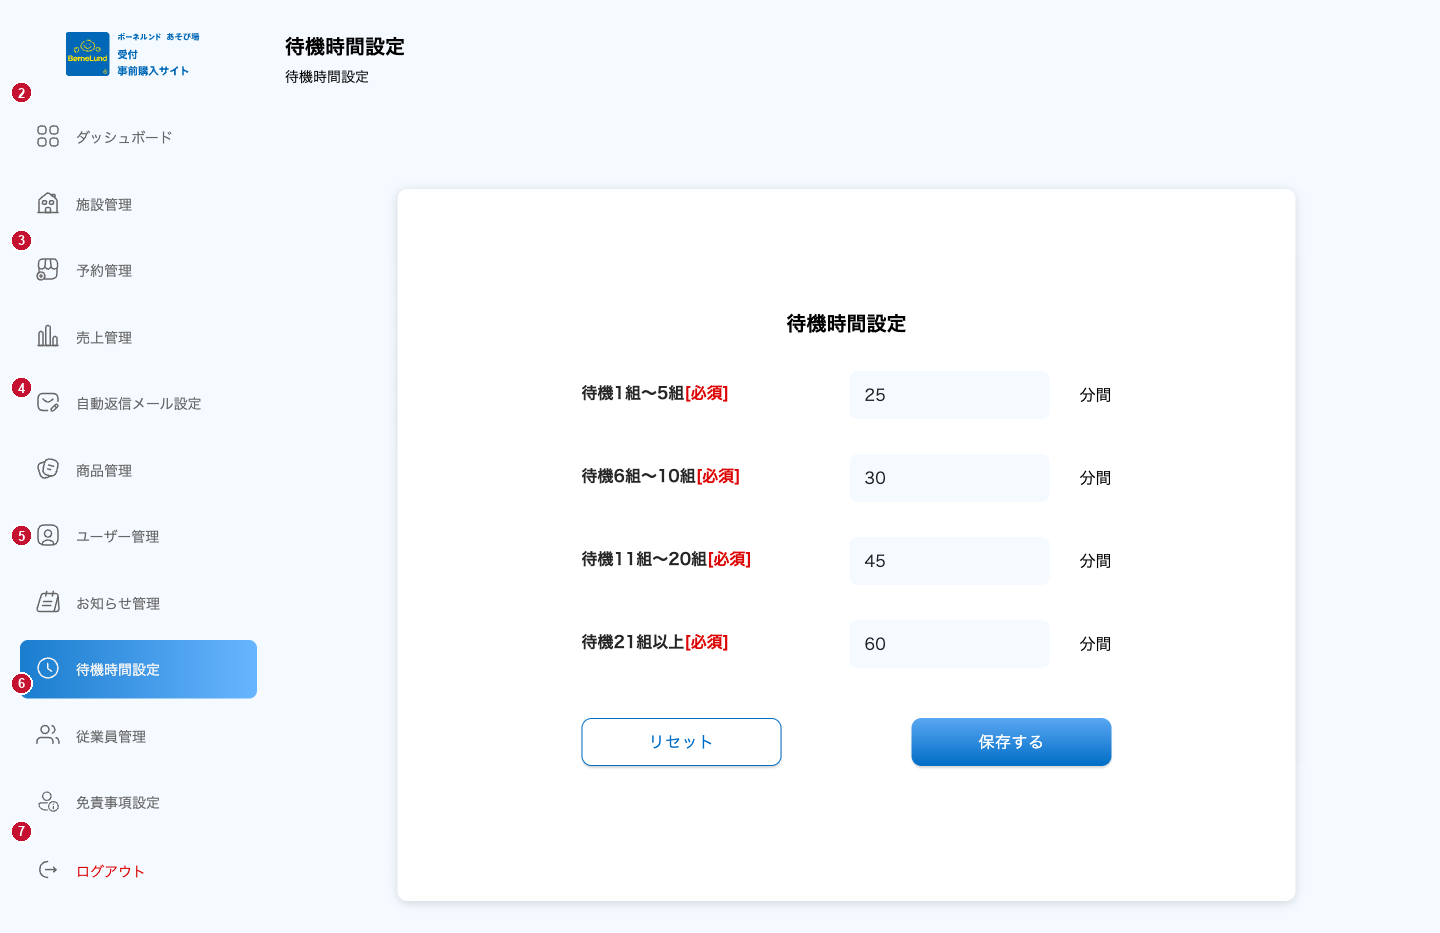 ボーネルンド あそび場
受付
事前購入サイト
BørneLund
待機時間設定
待機時間設定
2
ダッシュボード
施設管理
3
予約管理
売上管理
4
自動返信メール設定
商品管理
5
ユーザー管理
お知らせ管理
待機時間設定
6
従業員管理
免責事項設定
7
ログアウト
待機時間設定
待機1組〜5組[必須] 25 分間
待機6組〜10組[必須] 30 分間
待機11組〜20組[必須] 45 分間
待機21組以上[必須] 60 分間
リセット 保存する